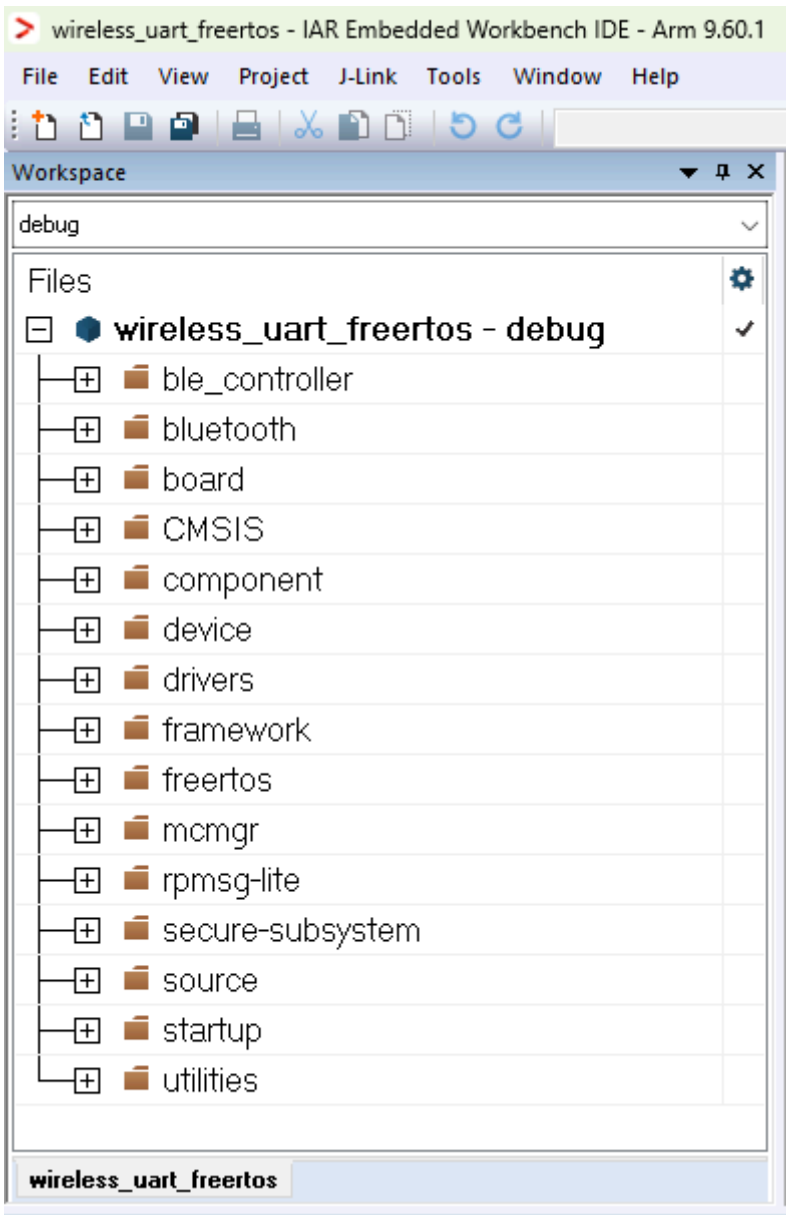 wireless_uart_freertos - IAR Embedded Workbench IDE - Arm 9.60.1
File Edit View Project J-Link Tools Window Help
Workspace
debug
Files
wireless_uart_freertos - debug
ble_controller
bluetooth
board
CMSIS
component
device
drivers
framework
freertos
mcmgr
rpmsg-lite
secure-subsystem
source
startup
utilities
wireless_uart_freertos